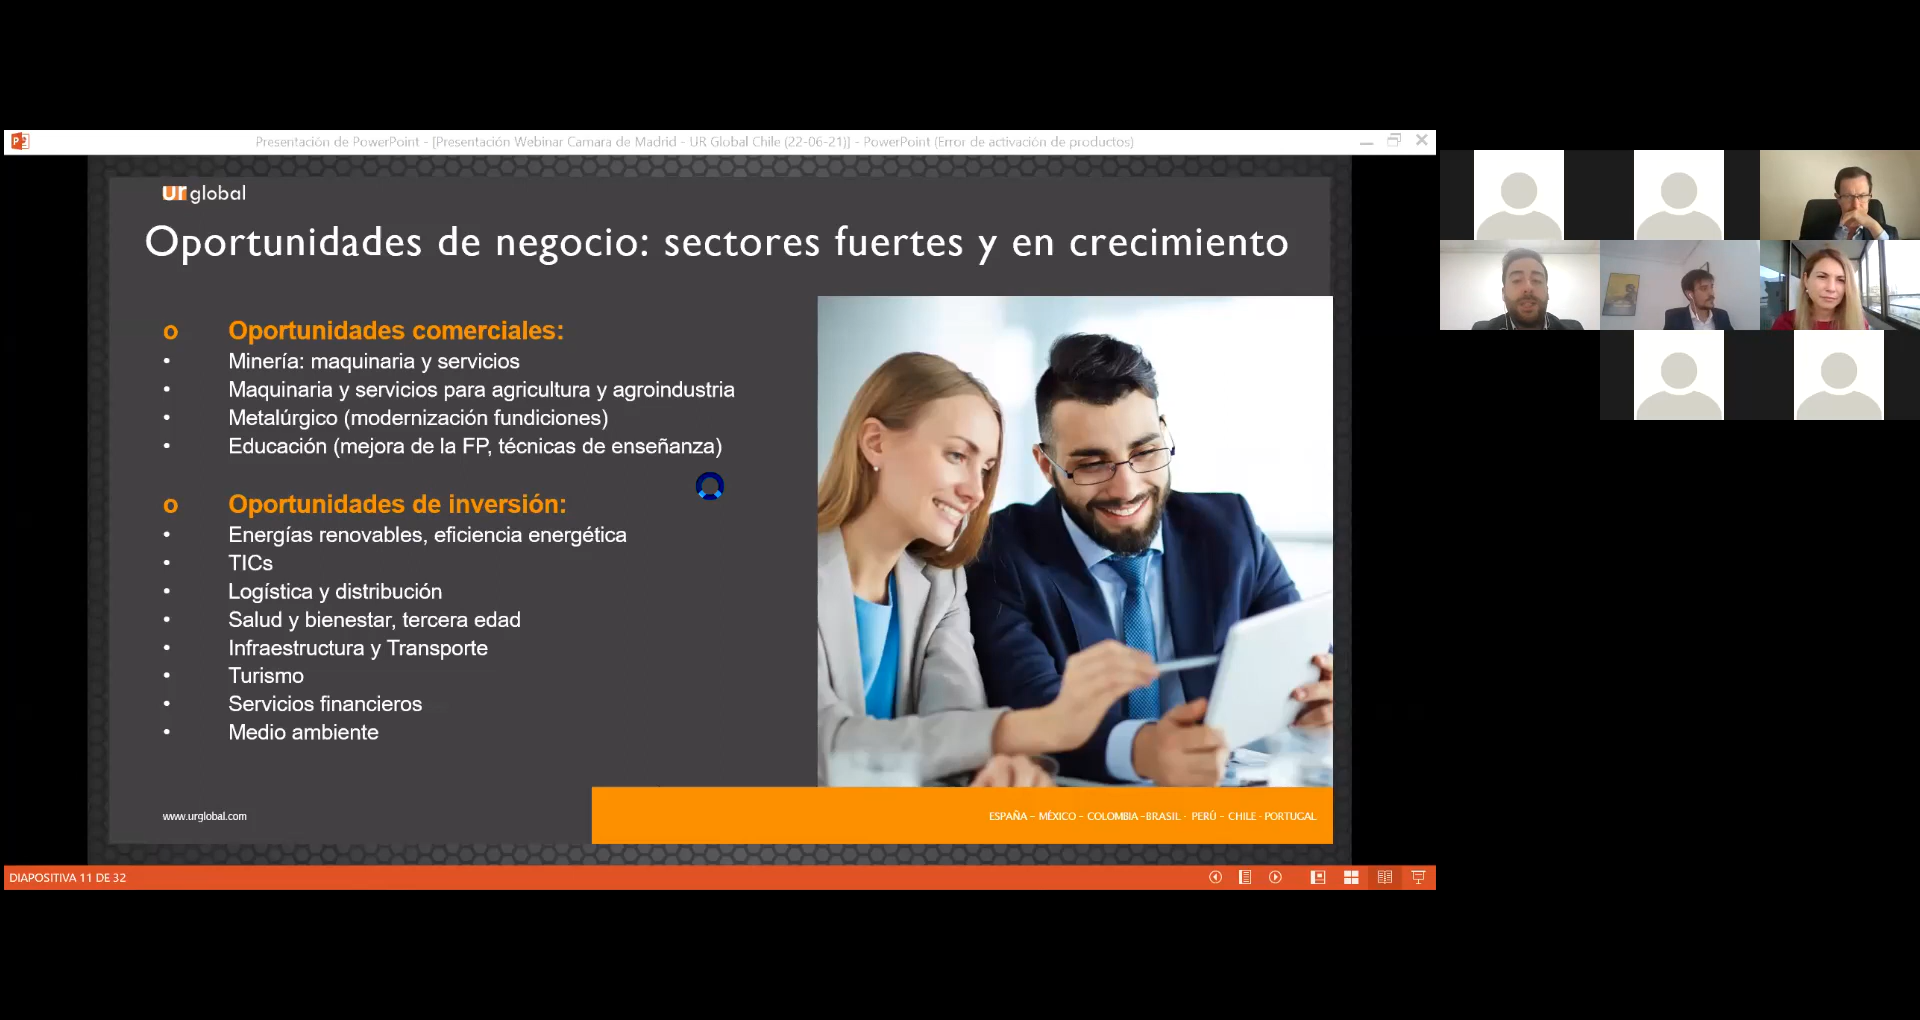 Presentación de PowerPoint - [Presentación Webinar Camara de Madrid - UR Global Chile (22-06-21)] - PowerPoint (Error de activación de productos)
ur global
Oportunidades de negocio: sectores fuertes y en crecimiento
o Oportunidades comerciales:
• Minería: maquinaria y servicios
• Maquinaria y servicios para agricultura y agroindustria
• Metalúrgico (modernización fundiciones)
• Educación (mejora de la FP, técnicas de enseñanza)
o Oportunidades de inversión:
• Energías renovables, eficiencia energética
• TICs
• Logística y distribución
• Salud y bienestar, tercera edad
• Infraestructura y Transporte
• Turismo
• Servicios financieros
• Medio ambiente
www.urglobal.com
ESPAÑA – MÉXICO – COLOMBIA –BRASIL - PERÚ – CHILE - PORTUGAL
DIAPOSITIVA 11 DE 32